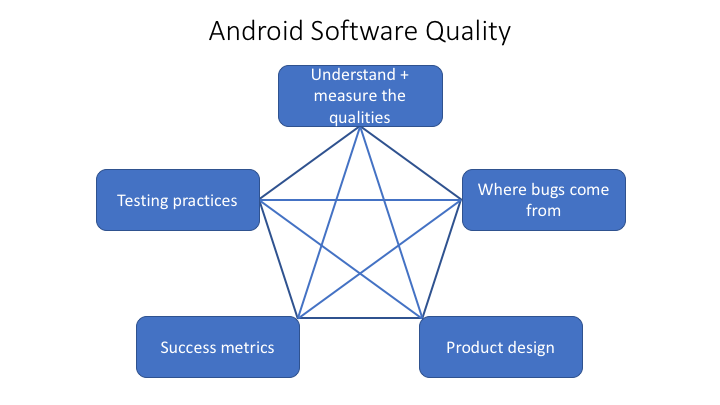 Android Software Quality
Understand +
measure the
qualities
Testing practices
Where bugs come
from
Success metrics
Product design